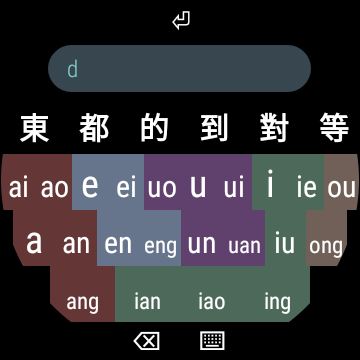 d
東 都 的 到 對 等
ai ao e ei uo u ui i ie ou
a an en eng un uan iu ong
ang ian iao ing